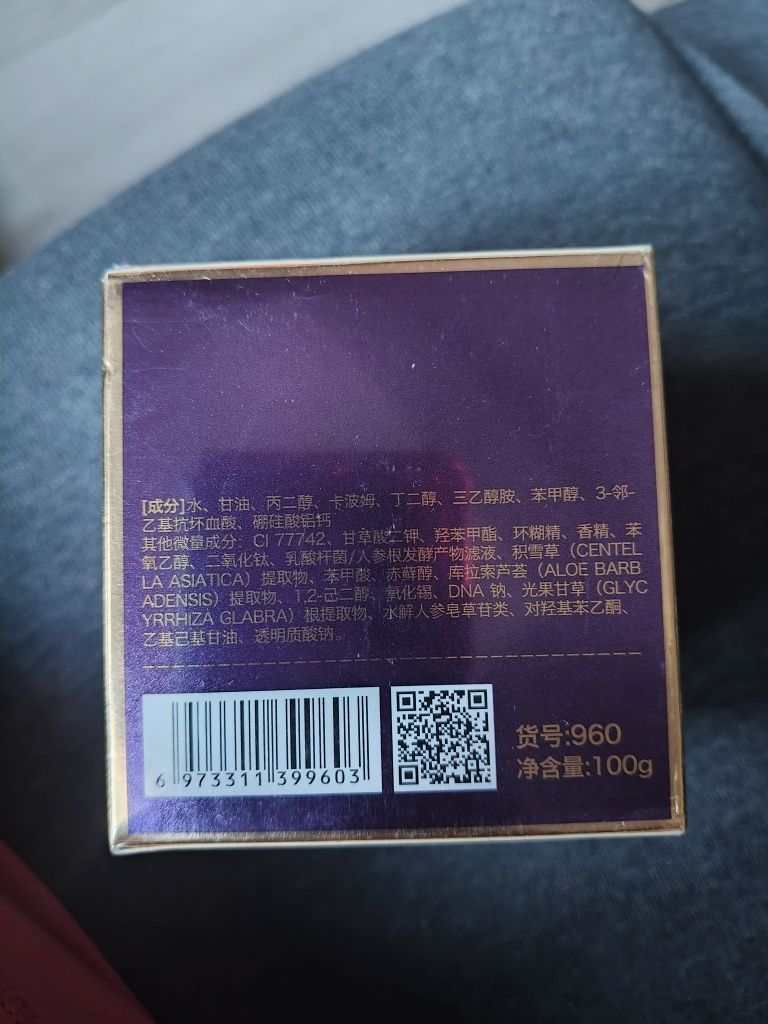 [成分]水、甘油、丙二醇、卡波姆、丁二醇、三乙醇胺、苯甲醇、3-邻-
乙基抗坏血酸、硼硅酸铝钙
其他微量成分：CI 77742、甘草酸二钾、羟苯甲酯、环糊精、香精、苯
氧乙醇、二氧化钛、乳酸杆菌/人参根发酵产物滤液、积雪草（CENTEL
LA ASIATICA）提取物、苯甲酸、赤藓醇、库拉索芦荟（ALOE BARB
ADENSIS）提取物、1,2-己二醇、氧化锡、DNA 钠、光果甘草（GLYC
YRRHIZA GLABRA）根提取物、水解人参皂草苷类、对羟基苯乙酮、
乙基己基甘油、透明质酸钠。
6 973311 399603
货号:960
净含量:100g